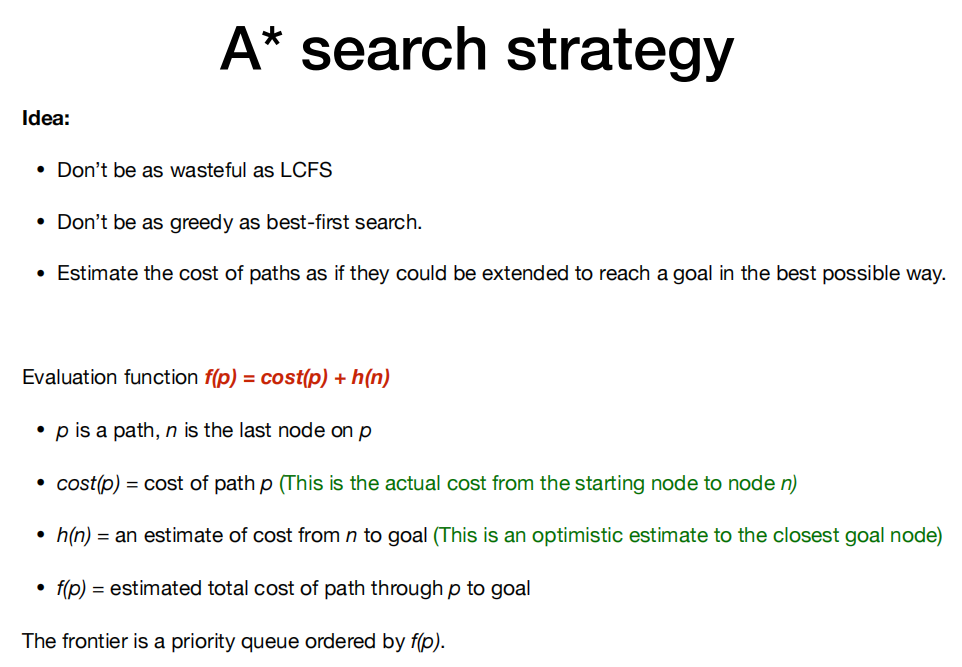 A* search strategy
Idea:
• Don’t be as wasteful as LCFS
• Don’t be as greedy as best-first search.
• Estimate the cost of paths as if they could be extended to reach a goal in the best possible way.
Evaluation function f(p) = cost(p) + h(n)
• p is a path, n is the last node on p
• cost(p) = cost of path p (This is the actual cost from the starting node to node n)
• h(n) = an estimate of cost from n to goal (This is an optimistic estimate to the closest goal node)
• f(p) = estimated total cost of path through p to goal
The frontier is a priority queue ordered by f(p).